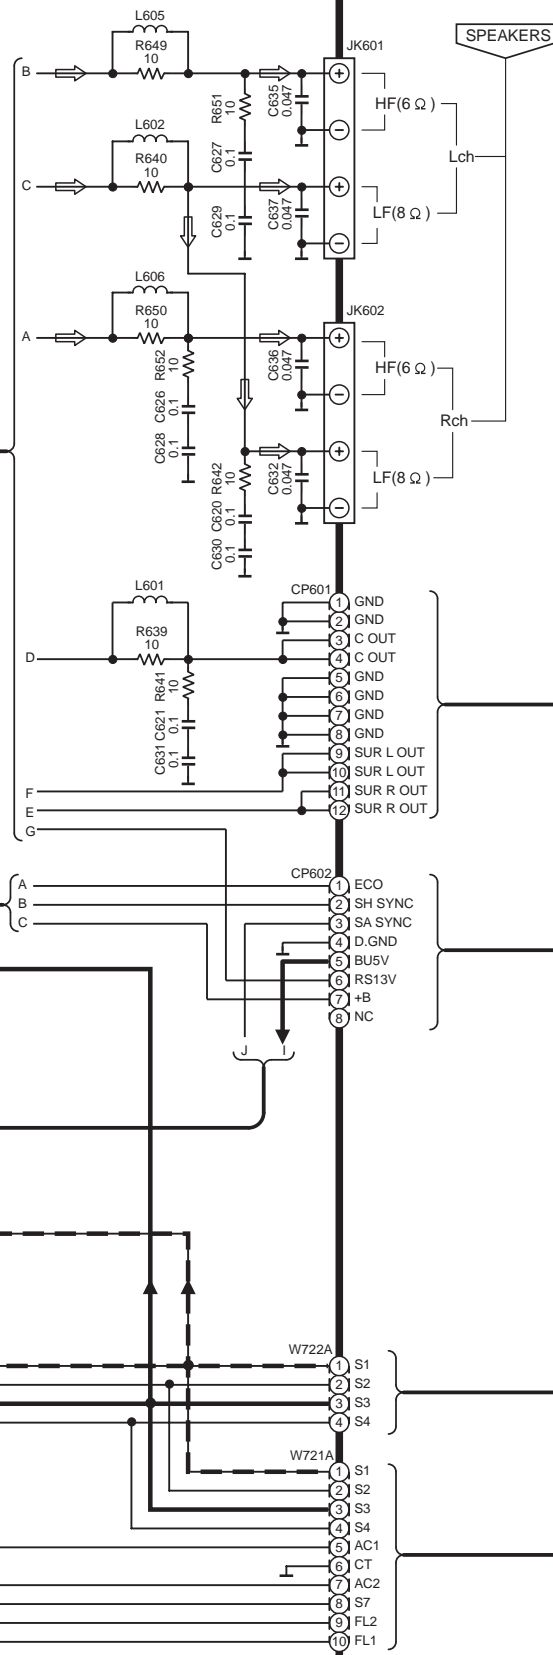 L605
SPEAKERS
R649
10
JK601
B
R651
10
C635
0.047
HF(6 Ω)
L602
C627
0.1
R640
10
Lch
C
C629
0.1
C637
0.047
LF(8 Ω)
L606
R650
10
JK602
A
R652
10
C636
0.047
HF(6 Ω)
C626
0.1
Rch
C628
0.1
R642
10
C632
0.047
LF(8 Ω)
C620
0.1
C630
0.1
L601
CP601
1 GND
2 GND
R639
10
3 C OUT
D
4 C OUT
R641
10
5 GND
6 GND
C621
0.1
7 GND
8 GND
C631
0.1
9 SUR L OUT
10 SUR L OUT
F
11 SUR R OUT
E
12 SUR R OUT
G
CP602
A
1 ECO
B
2 SH SYNC
C
3 SA SYNC
4 D.GND
5 BU5V
6 RS13V
7 +B
8 NC
J I
W722A
1 S1
2 S2
3 S3
4 S4
W721A
1 S1
2 S2
3 S3
4 S4
5 AC1
6 CT
7 AC2
8 S7
9 FL2
10 FL1